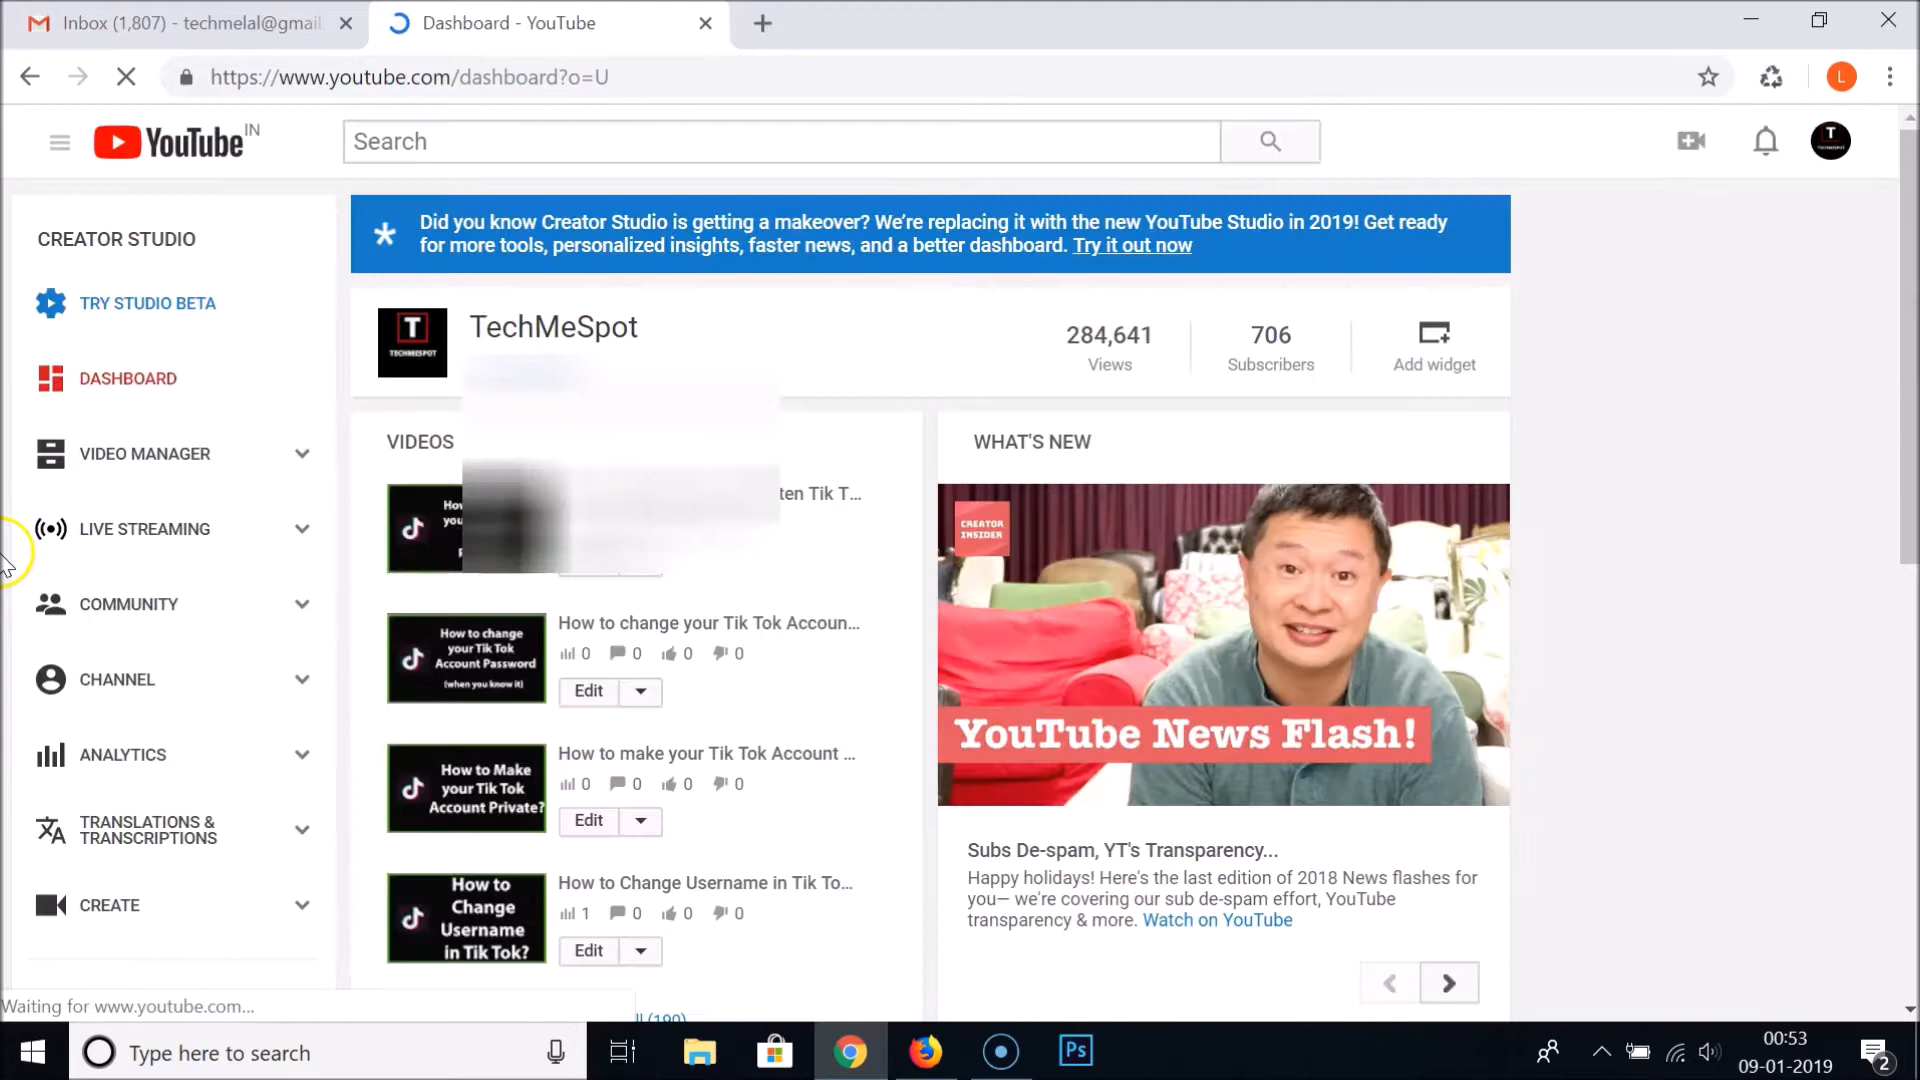 Inbox (1,807) - techmelal@gmail
Dashboard - YouTube
https://www.youtube.com/dashboard?o=U
L
YouTube IN
Search
T
CREATOR STUDIO
TRY STUDIO BETA
DASHBOARD
VIDEO MANAGER
LIVE STREAMING
COMMUNITY
CHANNEL
ANALYTICS
TRANSLATIONS &
TRANSCRIPTIONS
CREATE
Did you know Creator Studio is getting a makeover? We're replacing it with the new YouTube Studio in 2019! Get ready
for more tools, personalized insights, faster news, and a better dashboard. Try it out now
T
TECHMESPOT
TechMeSpot
284,641
Views
706
Subscribers
Add widget
VIDEOS
ten Tik T...
How to change
your Tik Tok
Account Password
(when you know it)
How to change your Tik Tok Accoun...
0 0 0 0
Edit
How to Make
your Tik Tok
Account Private?
How to make your Tik Tok Account ...
0 0 0 0
Edit
How to
Change
Username
in Tik Tok?
How to Change Username in Tik To...
1 0 0 0
Edit
(190)
WHAT'S NEW
CREATOR
INSIDER
YouTube News Flash!
Subs De-spam, YT's Transparency...
Happy holidays! Here's the last edition of 2018 News flashes for
you— we're covering our sub de-spam effort, YouTube
transparency & more. Watch on YouTube
Waiting for www.youtube.com...
Type here to search
Ps
00:53
09-01-2019
2